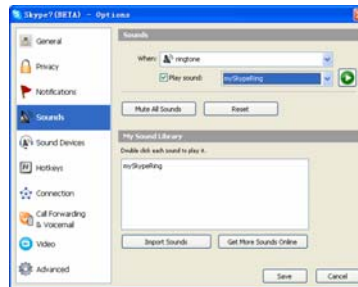 Skype?(BETA) - Options
General
Privacy
Notifications
Sounds
Sound Devices
Hotkeys
Connection
Call Forwarding
& Voicemail
Video
Advanced
Sounds
When: ringtone
Play sound: mySkypeRing
Mute All Sounds Reset
My Sound Library
Double click each sound to play it.
mySkypeRing
Import Sounds Get More Sounds Online
Save Cancel